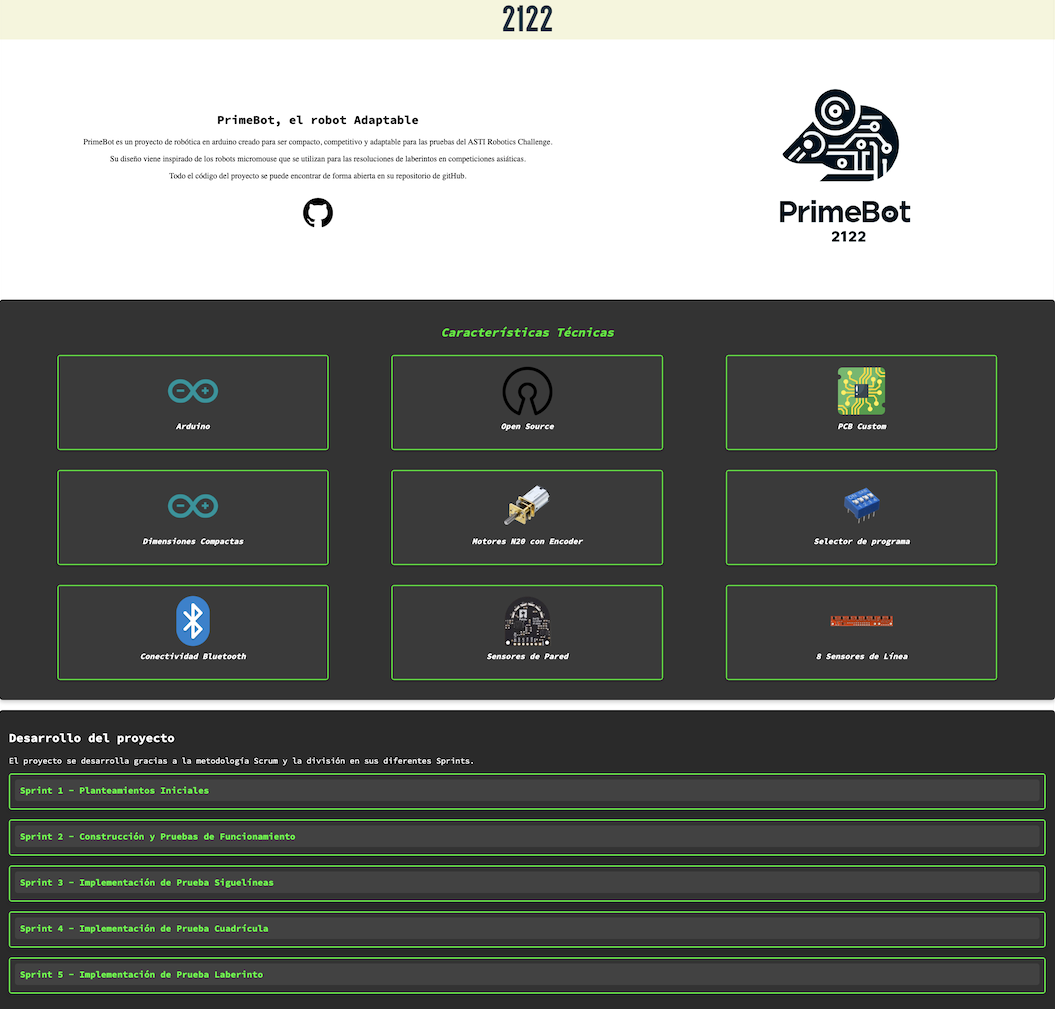 2122
PrimeBot, el robot Adaptable
PrimeBot es un proyecto de robótica en arduino creado para ser compacto, competitivo y adaptable para las pruebas del ASTI Robotics Challenge.
Su diseño viene inspirado de los robots micromouse que se utilizan para las resoluciones de laberintos en competiciones asiáticas.
Todo el código del proyecto se puede encontrar de forma abierta en su repositorio de gitHub.
PrimeBot
2122
Características Técnicas
Arduino
Open Source
PCB Custom
Dimensiones Compactas
Motores N20 con Encoder
Selector de programa
Conectividad Bluetooth
Sensores de Pared
8 Sensores de Línea
Desarrollo del proyecto
El proyecto se desarrolla gracias a la metodología Scrum y la división en sus diferentes Sprints.
Sprint 1 - Planteamientos Iniciales
Sprint 2 - Construcción y Pruebas de Funcionamiento
Sprint 3 - Implementación de Prueba Siguelíneas
Sprint 4 - Implementación de Prueba Cuadrícula
Sprint 5 - Implementación de Prueba Laberinto